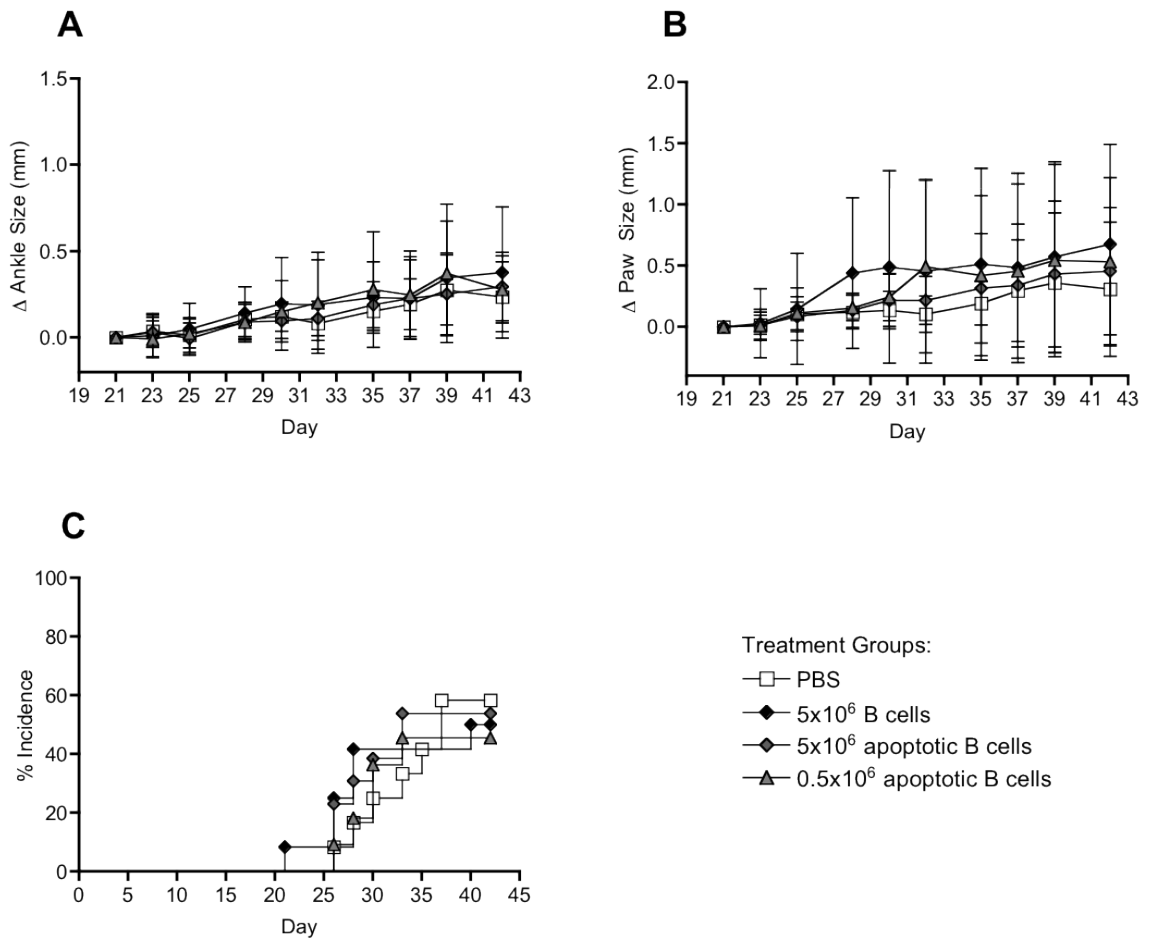 A
1.5
1.0
0.5
0.0
Δ Ankle Size (mm)
19 21 23 25 27 29 31 33 35 37 39 41 43
Day
B
2.0
1.5
1.0
0.5
0.0
Δ Paw Size (mm)
19 21 23 25 27 29 31 33 35 37 39 41 43
Day
C
100
80
60
40
20
0
% Incidence
0 5 10 15 20 25 30 35 40 45
Day
Treatment Groups:
PBS
5x10⁶ B cells
5x10⁶ apoptotic B cells
0.5x10⁶ apoptotic B cells